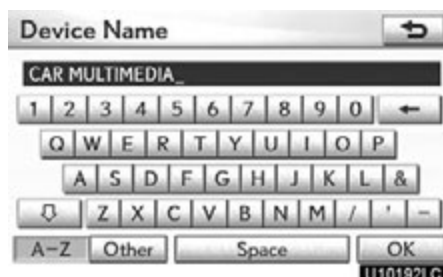 Device Name
CAR MULTIMEDIA_
1 2 3 4 5 6 7 8 9 0 ←
Q W E R T Y U I O P
A S D F G H J K L &
⇩ Z X C V B N M / ' -
A-Z Other Space OK
U10192LC